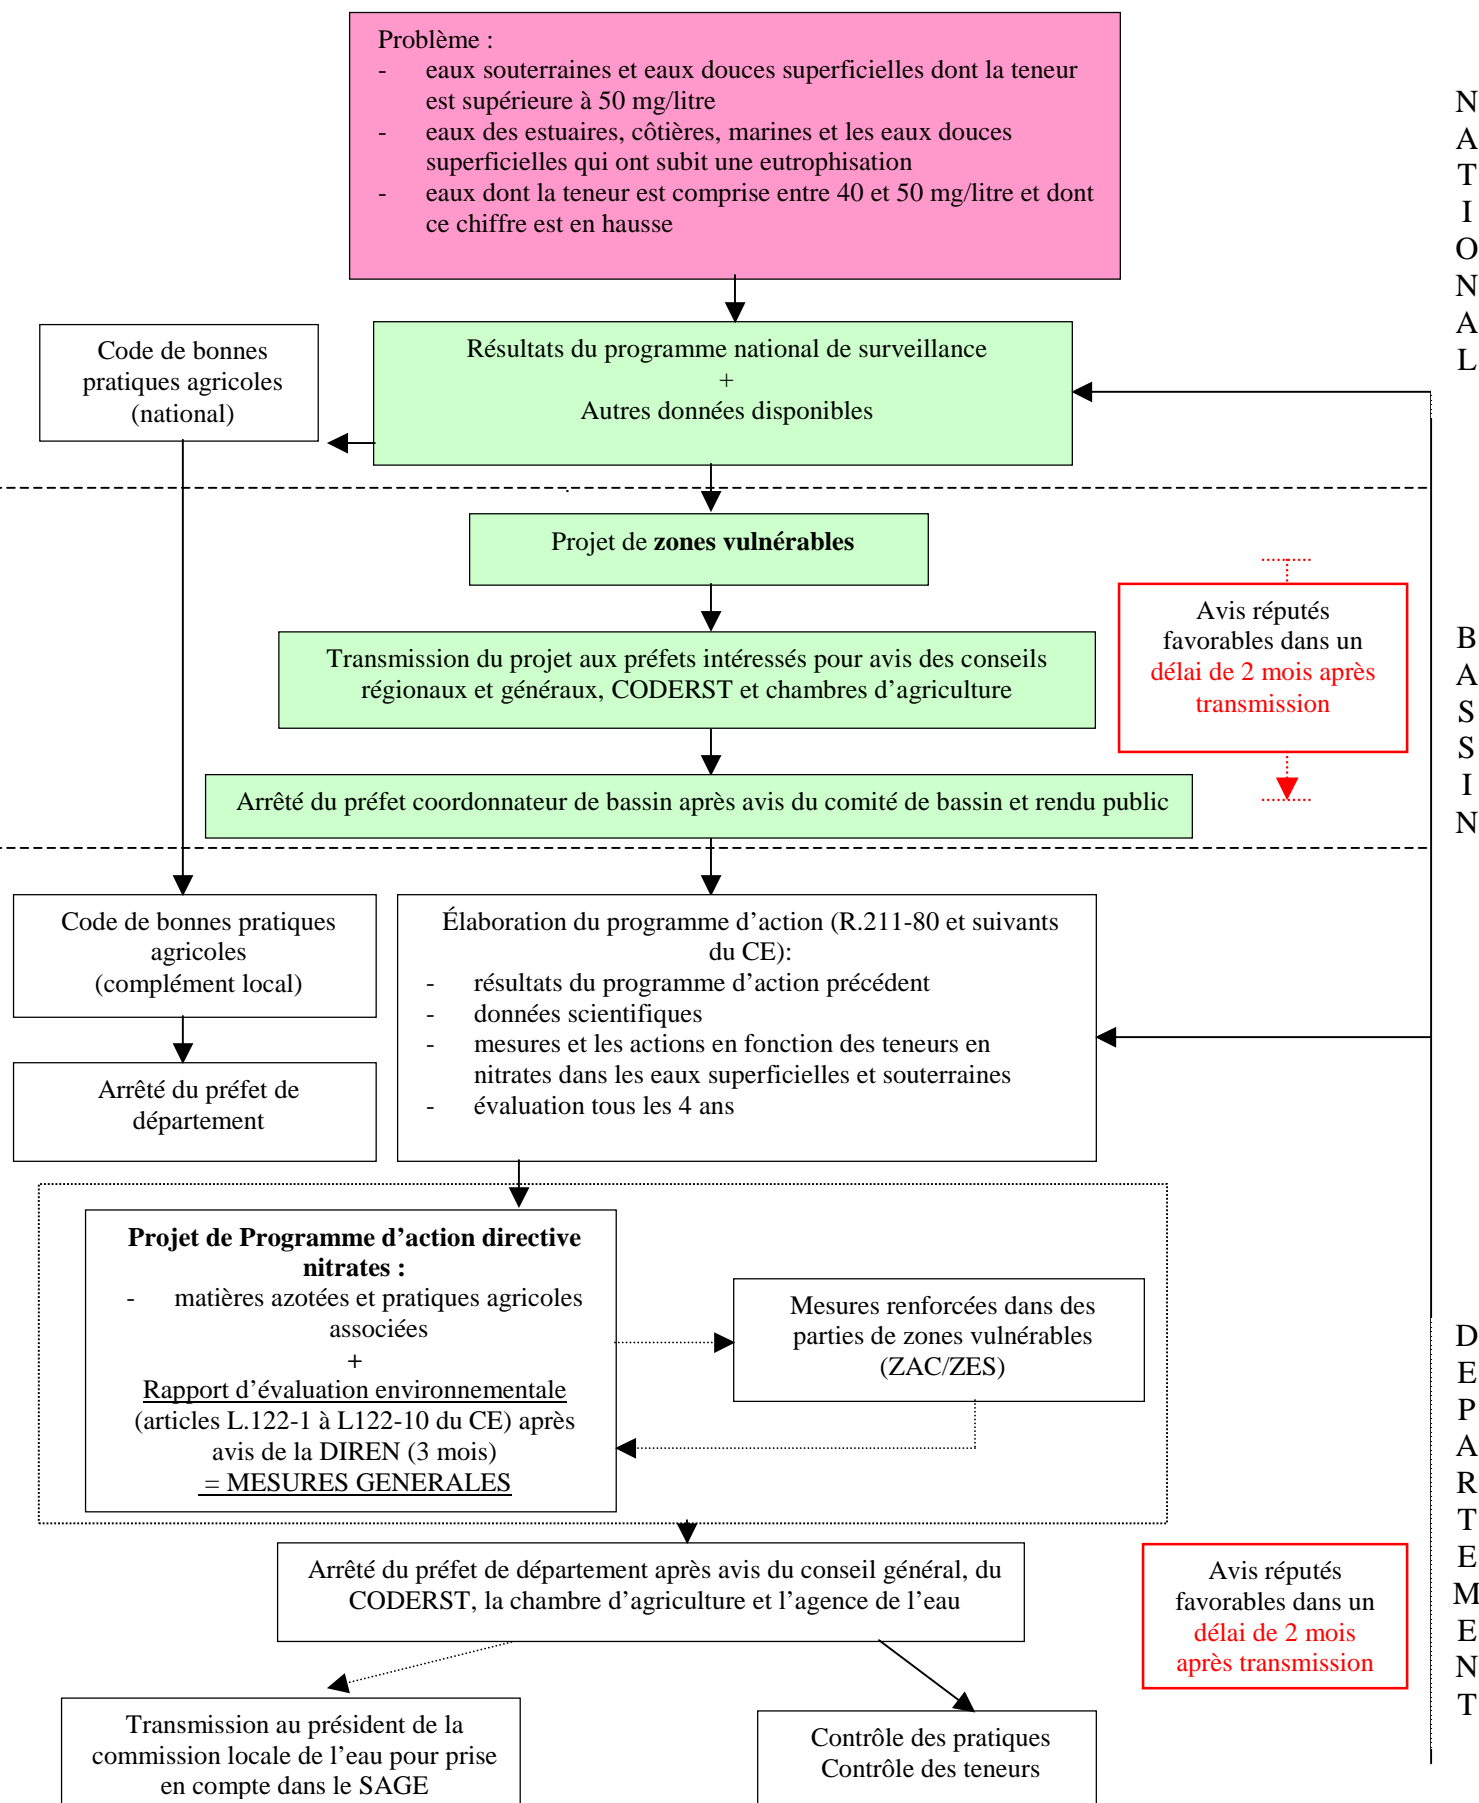 Problème :
- eaux souterraines et eaux douces superficielles dont la teneur
est supérieure à 50 mg/litre
- eaux des estuaires, côtières, marines et les eaux douces
superficielles qui ont subit une eutrophisation
- eaux dont la teneur est comprise entre 40 et 50 mg/litre et dont
ce chiffre est en hausse
N
A
T
I
O
N
A
L
Code de bonnes
pratiques agricoles
(national)
Résultats du programme national de surveillance
+
Autres données disponibles
Projet de zones vulnérables
Transmission du projet aux préfets intéressés pour avis des conseils
régionaux et généraux, CODERST et chambres d’agriculture
Arrêté du préfet coordonnateur de bassin après avis du comité de bassin et rendu public
Avis réputés
favorables dans un
délai de 2 mois après
transmission
B
A
S
S
I
N
Code de bonnes pratiques
agricoles
(complément local)
Arrêté du préfet de
département
Élaboration du programme d’action (R.211-80 et suivants
du CE):
- résultats du programme d’action précédent
- données scientifiques
- mesures et les actions en fonction des teneurs en
nitrates dans les eaux superficielles et souterraines
- évaluation tous les 4 ans
Projet de Programme d’action directive
nitrates :
- matières azotées et pratiques agricoles
associées
+
Rapport d’évaluation environnementale
(articles L.122-1 à L122-10 du CE) après
avis de la DIREN (3 mois)
= MESURES GENERALES
Mesures renforcées dans des
parties de zones vulnérables
(ZAC/ZES)
Arrêté du préfet de département après avis du conseil général, du
CODERST, la chambre d’agriculture et l’agence de l’eau
Avis réputés
favorables dans un
délai de 2 mois
après transmission
D
E
P
A
R
T
E
M
E
N
T
Transmission au président de la
commission locale de l’eau pour prise
en compte dans le SAGE
Contrôle des pratiques
Contrôle des teneurs